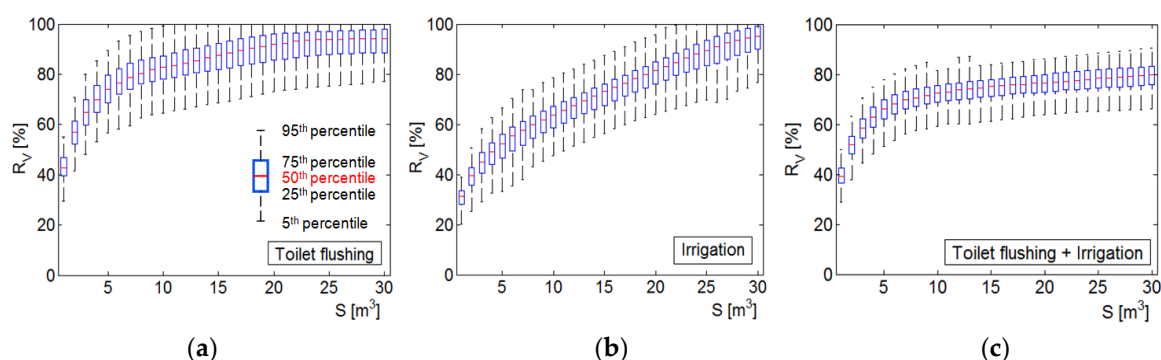 100
80
60
40
20
0
R_V [%]
95th percentile
75th percentile
50th percentile
25th percentile
5th percentile
Toilet flushing
5 10 15 20 25 30
S [m³]
(a)
100
80
60
40
20
0
R_V [%]
Irrigation
5 10 15 20 25 30
S [m³]
(b)
100
80
60
40
20
0
R_V [%]
Toilet flushing + Irrigation
5 10 15 20 25 30
S [m³]
(c)